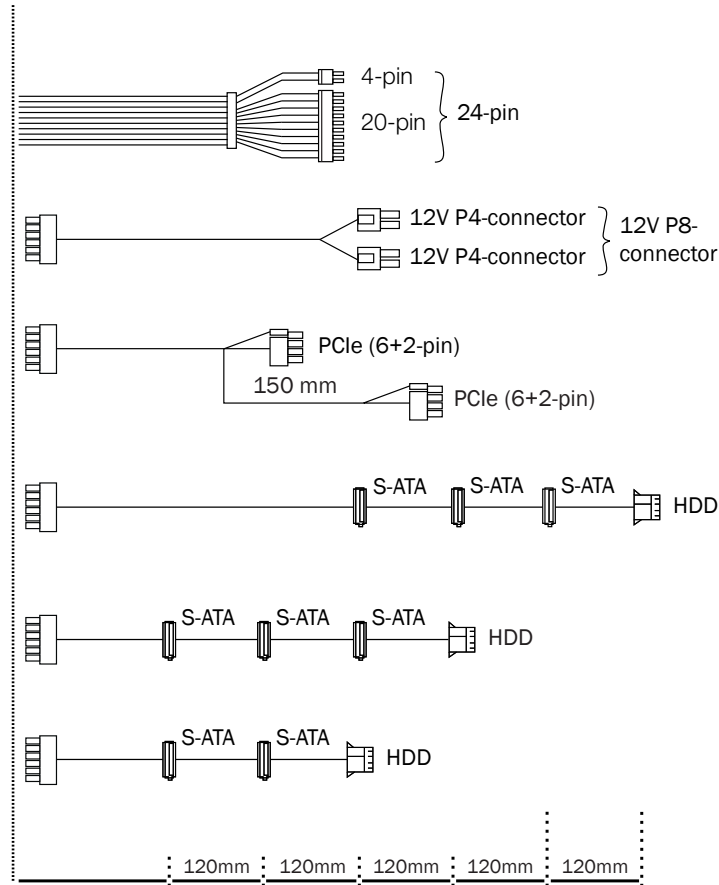 4-pin
20-pin
24-pin
12V P4-connector
12V P4-connector
12V P8-
connector
PCIe (6+2-pin)
150 mm
PCIe (6+2-pin)
S-ATA S-ATA S-ATA
HDD
S-ATA S-ATA S-ATA
HDD
S-ATA S-ATA
HDD
120mm 120mm 120mm 120mm 120mm